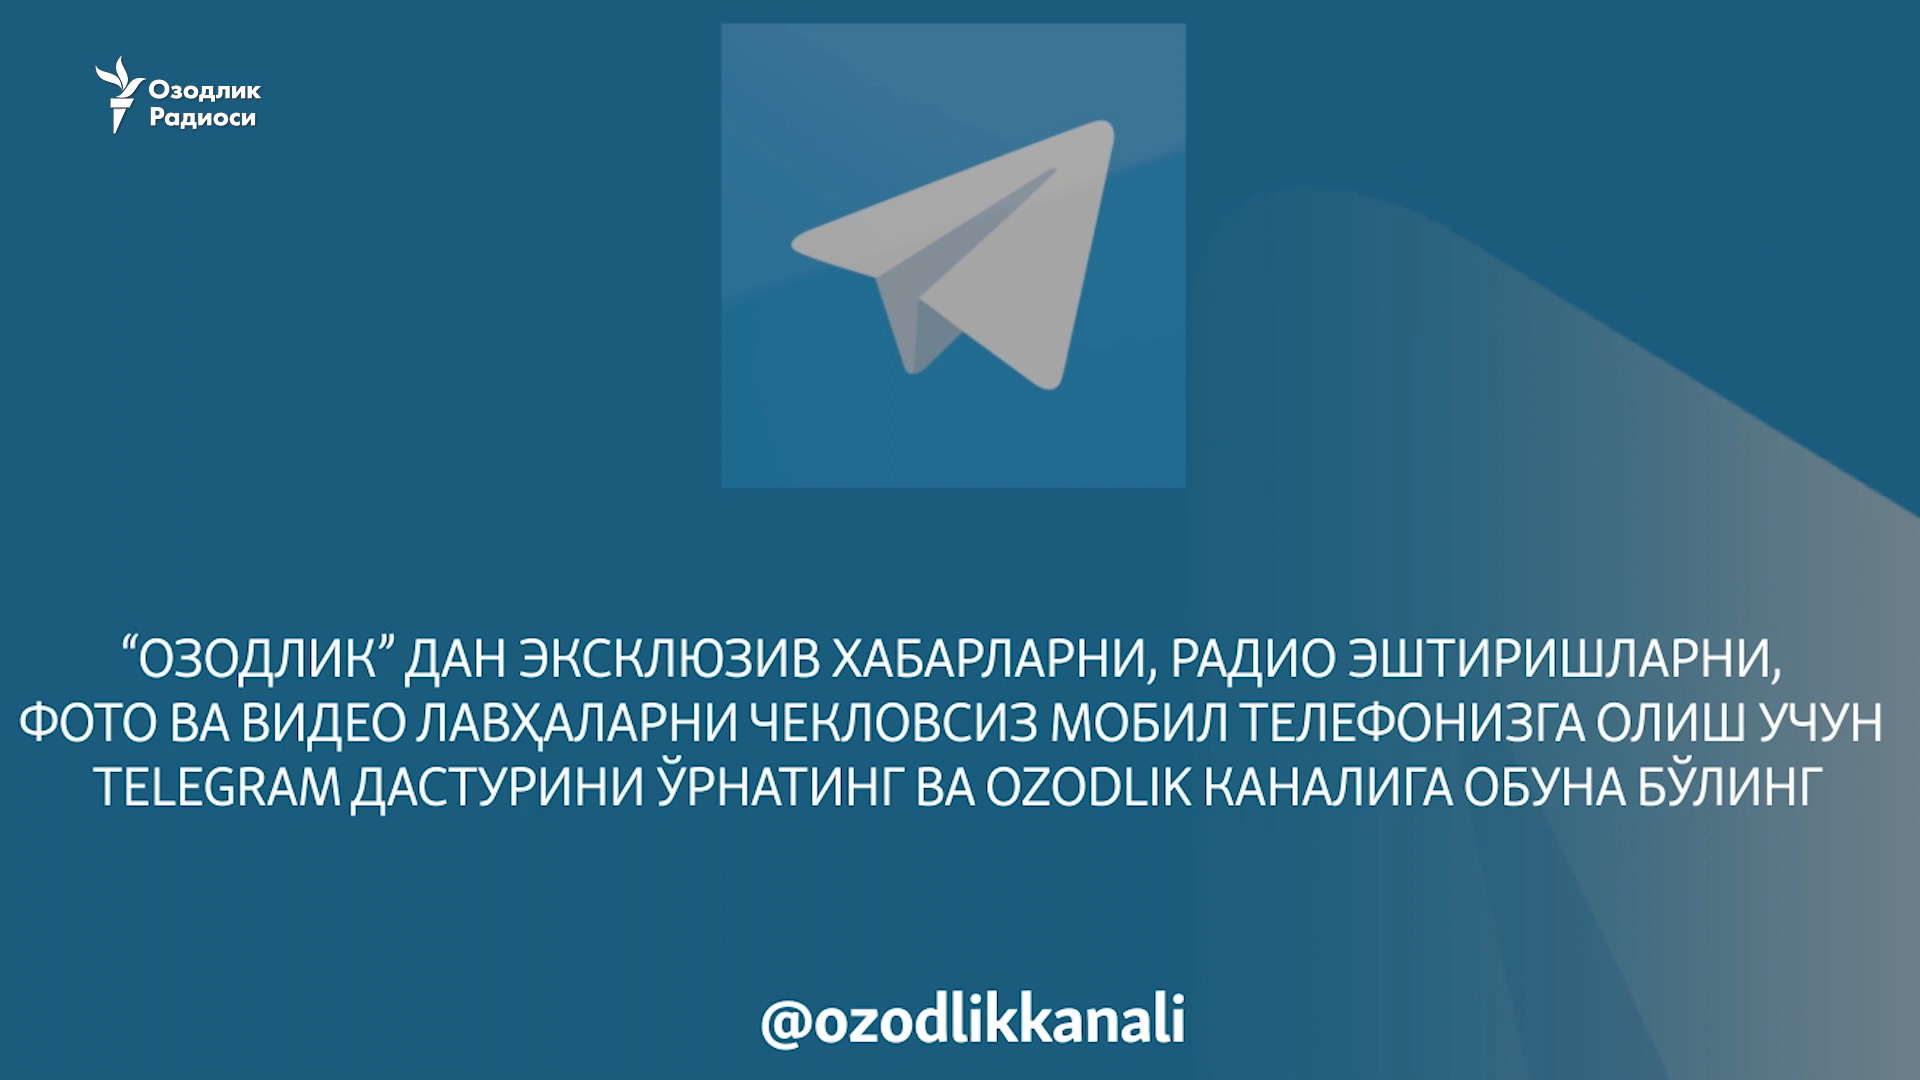 Озодлик
Радиоси
“ОЗОДЛИК” ДАН ЭКСКЛЮЗИВ ХАБАРЛАРНИ, РАДИО ЭШТИРИШЛАРНИ,
ФОТО ВА ВИДЕО ЛАВҲАЛАРНИ ЧЕКЛОВСИЗ МОБИЛ ТЕЛЕФОНИЗГА ОЛИШ УЧУН
TELEGRAM ДАСТУРИНИ ЎРНАТИНГ ВА OZODLIK КАНАЛИГА ОБУНА БЎЛИНГ
@ozodlikkanali